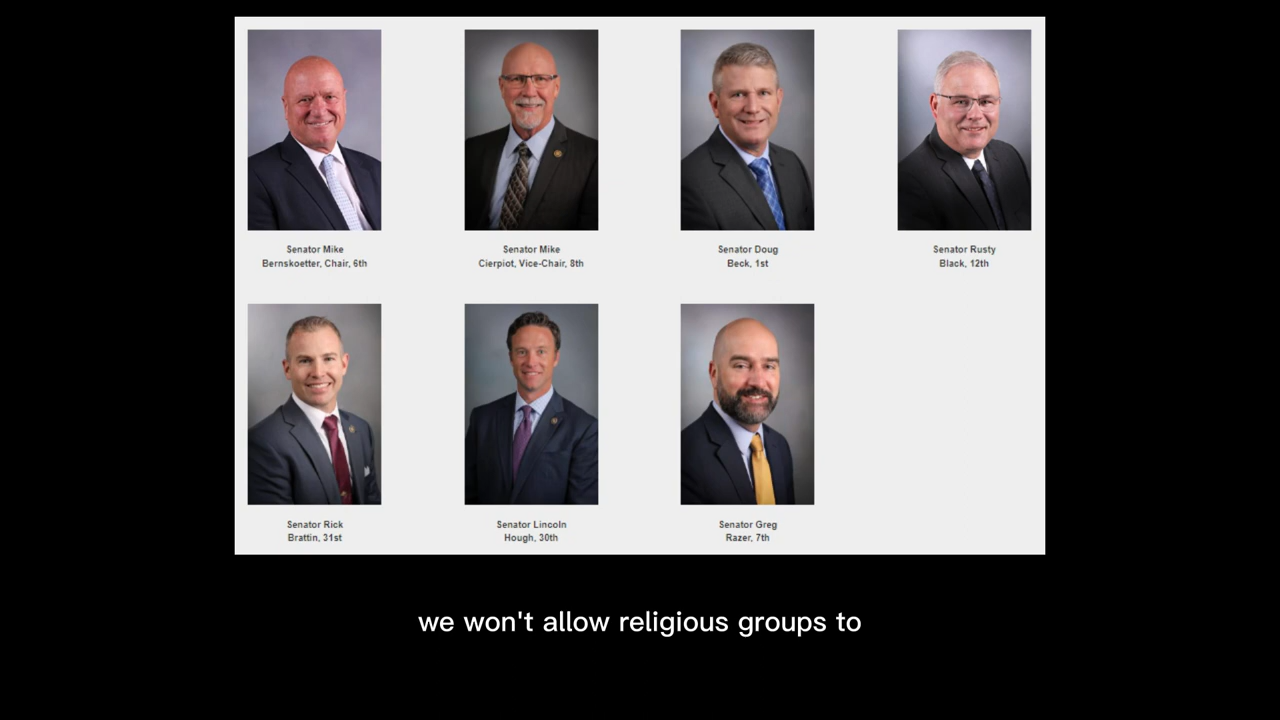 Senator Mike
Bernskoetter, Chair, 6th
Senator Mike
Cierpiot, Vice-Chair, 8th
Senator Doug
Beck, 1st
Senator Rusty
Black, 12th
Senator Rick
Brattin, 31st
Senator Lincoln
Hough, 30th
Senator Greg
Razer, 7th
we won't allow religious groups to